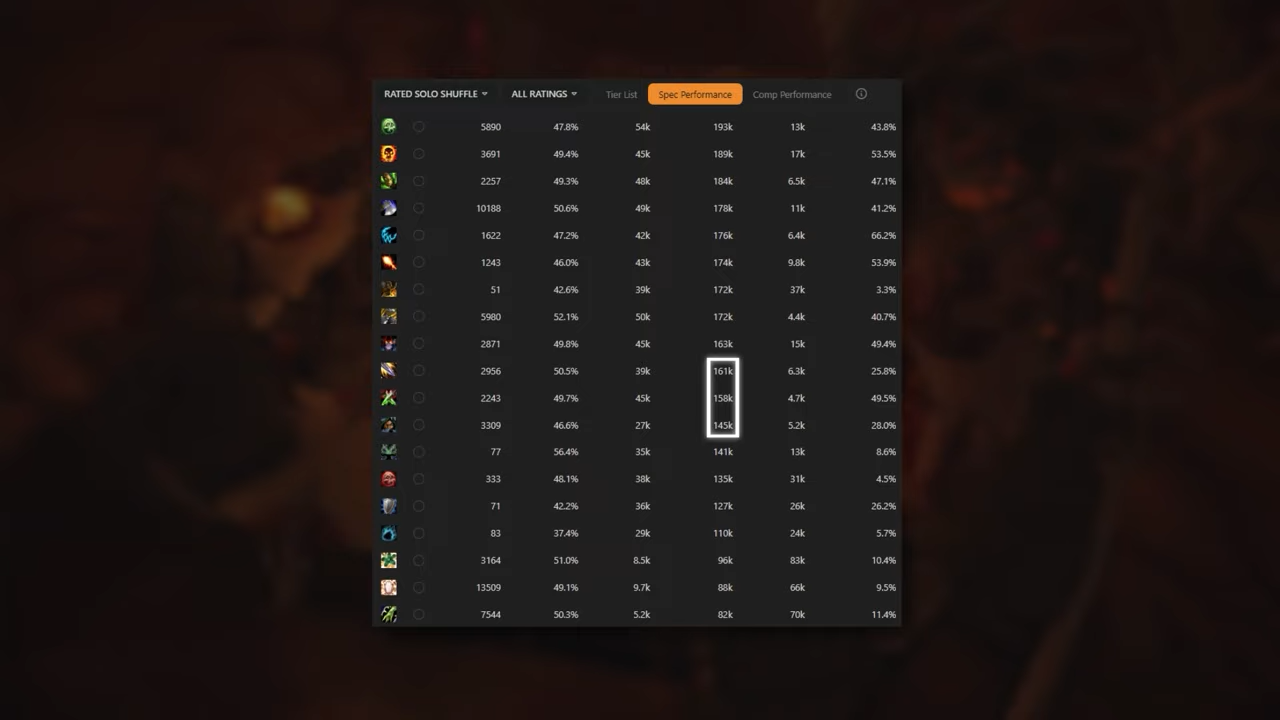 RATED SOLO SHUFFLE ALL RATINGS Tier List Spec Performance Comp Performance
5890 47.8% 54k 193k 13k 43.8%
3691 49.4% 45k 189k 17k 53.5%
2257 49.3% 48k 184k 6.5k 47.1%
10188 50.6% 49k 178k 11k 41.2%
1622 47.2% 42k 176k 6.4k 66.2%
1243 46.0% 43k 174k 9.8k 53.9%
51 42.6% 39k 172k 37k 3.3%
5980 52.1% 50k 172k 4.4k 40.7%
2871 49.8% 45k 163k 15k 49.4%
2956 50.5% 39k 161k 6.3k 25.8%
2243 49.7% 45k 158k 4.7k 49.5%
3309 46.6% 27k 145k 5.2k 28.0%
77 56.4% 35k 141k 13k 8.6%
333 48.1% 38k 135k 31k 4.5%
71 42.2% 36k 127k 26k 26.2%
83 37.4% 29k 110k 24k 5.7%
3164 51.0% 8.5k 96k 83k 10.4%
13509 49.1% 9.7k 88k 66k 9.5%
7544 50.3% 5.2k 82k 70k 11.4%